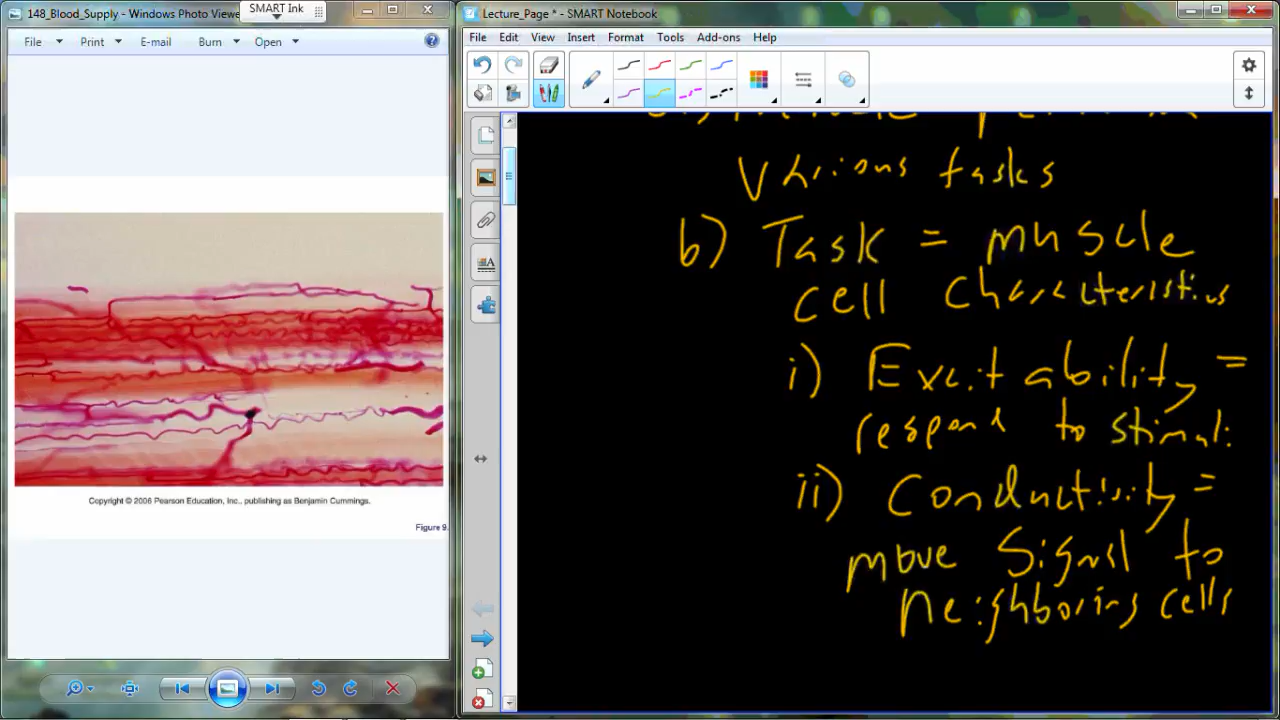 148_Blood_Supply - Windows Photo Viewe
SMART Ink
File Print E-mail Burn Open
Copyright © 2006 Pearson Education, Inc., publishing as Benjamin Cummings.
Figure 9.
Lecture_Page * - SMART Notebook
File Edit View Insert Format Tools Add-ons Help
Various tasks
b) Task = muscle
cell characteristics
i) Excitability =
respond to stimuli
ii) Conductivity =
move signal to
neighboring cells